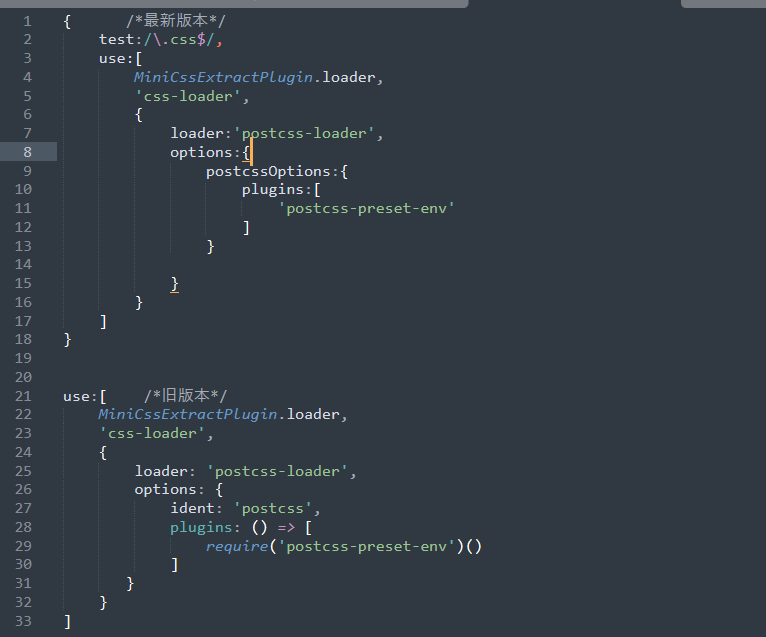 1 {      /*最新版本*/
2     test:/\.css$/,
3     use:[
4         MiniCssExtractPlugin.loader,
5         'css-loader',
6         {
7             loader:'postcss-loader',
8             options:{
9                 postcssOptions:{
10                     plugins:[
11                         'postcss-preset-env'
12                     ]
13                 }
14
15             }
16         }
17     ]
18 }
19
20
21 use:[    /*旧版本*/
22     MiniCssExtractPlugin.loader,
23     'css-loader',
24     {
25         loader: 'postcss-loader',
26         options: {
27             ident: 'postcss',
28             plugins: () => [
29                 require('postcss-preset-env')()
30             ]
31        }
32     }
33 ]